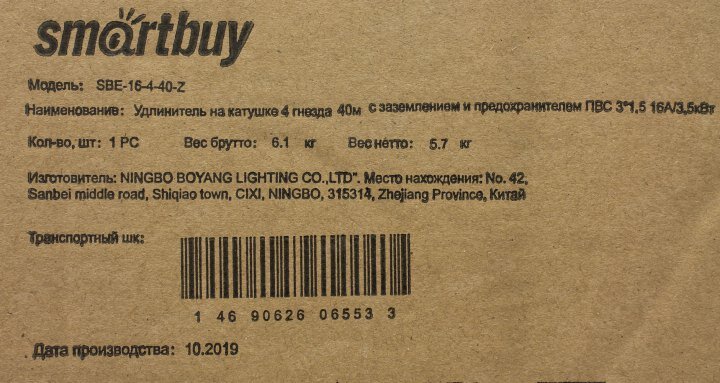 smartbuy
Модель: SBE-16-4-40-Z
Наименование: Удлинитель на катушке 4 гнезда 40м с заземлением и предохранителем ПВС 3*1,5 16А/3,5кВт
Кол-во, шт: 1 PC Вес брутто: 6.1 кг Вес нетто: 5.7 кг
Изготовитель: NINGBO BOYANG LIGHTING CO.,LTD". Место нахождения: No. 42,
Sanbei middle road, Shiqiao town, CIXI, NINGBO, 315314, Zhejiang Province, Китай
Транспортный шк:
1 46 90626 06553 3
Дата производства: 10.2019